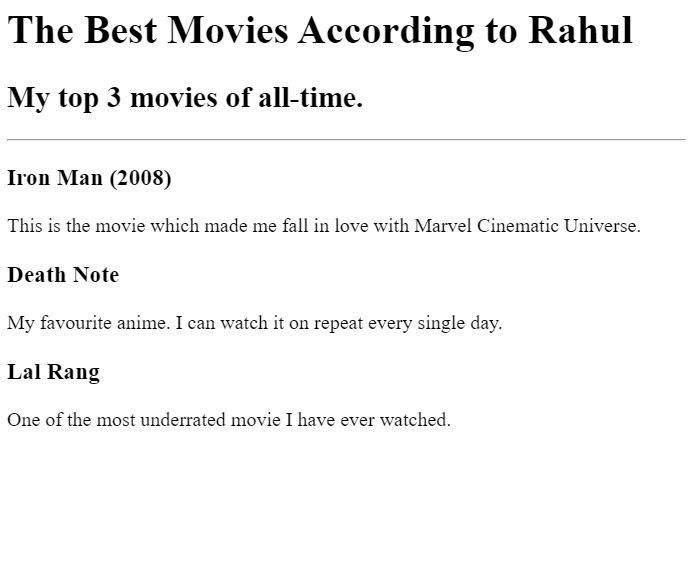 The Best Movies According to Rahul
My top 3 movies of all-time.
Iron Man (2008)
This is the movie which made me fall in love with Marvel Cinematic Universe.
Death Note
My favourite anime. I can watch it on repeat every single day.
Lal Rang
One of the most underrated movie I have ever watched.